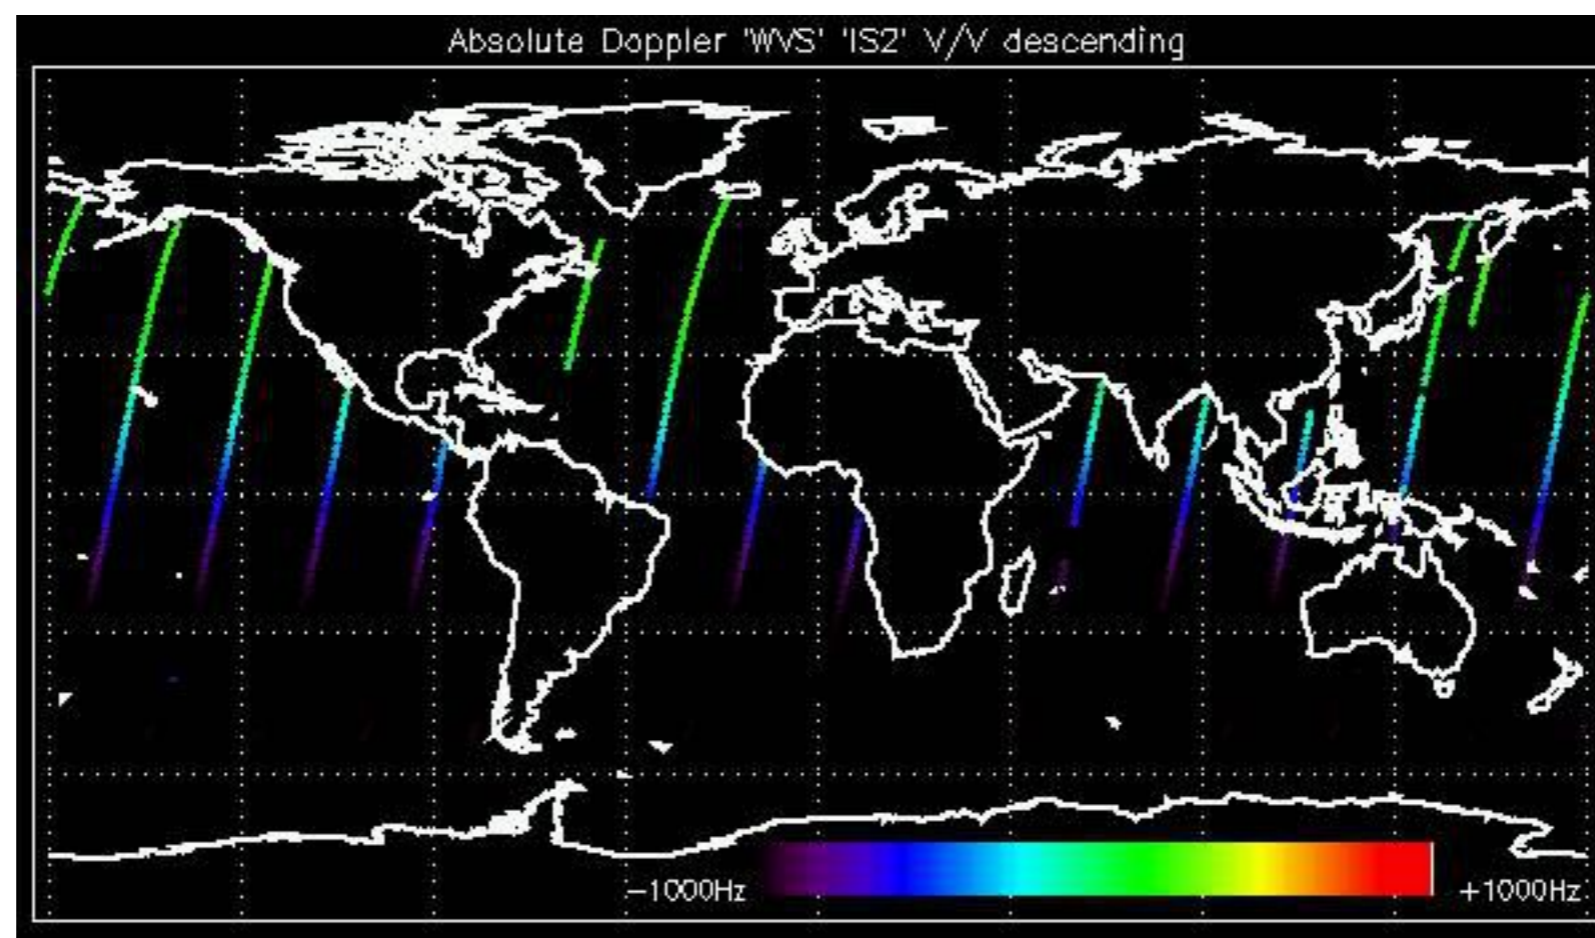 Absolute Doppler 'WVS' 'IS2' V/V descending
−1000Hz +1000Hz